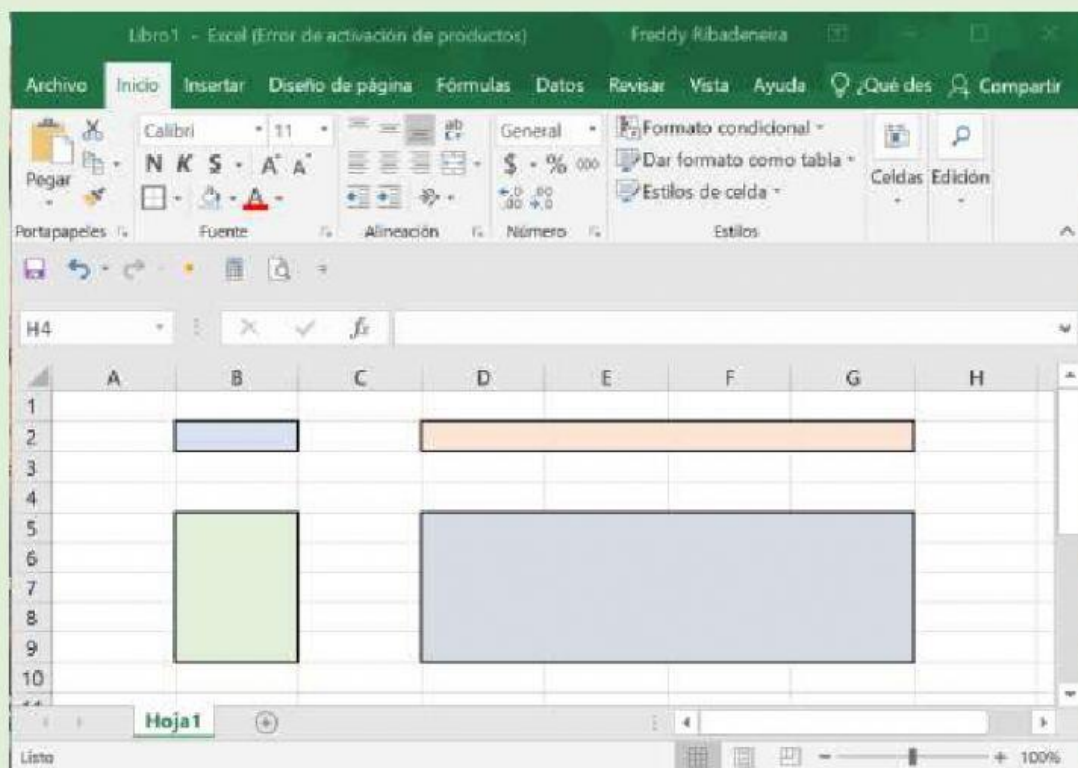 Libro1 - Excel (Error de activación de productos) Freddy Ribadeneira
Archivo Inicio Insertar Diseño de página Fórmulas Datos Revisar Vista Ayuda ¿Qué des Compartir
Calibri 11 ab General Formato condicional
N K S A A $ % 000 Dar formato como tabla
Pegar A Estilos de celda Celdas Edición
Portapapeles Fuente Alineación Número Estilos
H4 fx
A B C D E F G H
1
2
3
4
5
6
7
8
9
10
Hoja1
Listo 100%